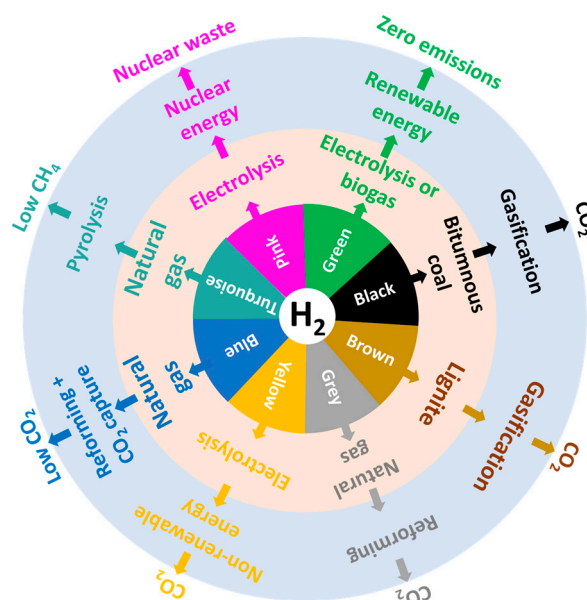 H2
Green
Electrolysis or
biogas
Renewable
energy
Zero emissions
Black
Bitumnous
coal
Gasification
CO2
Brown
Lignite
Gasification
CO2
Grey
Natural
gas
Reforming
CO2
Yellow
Electrolysis
Non-renewable
energy
CO2
Blue
Natural
gas
Reforming +
CO2 capture
Low CO2
Turquoise
Natural
gas
Pyrolysis
Low CH4
Pink
Electrolysis
Nuclear
energy
Nuclear waste